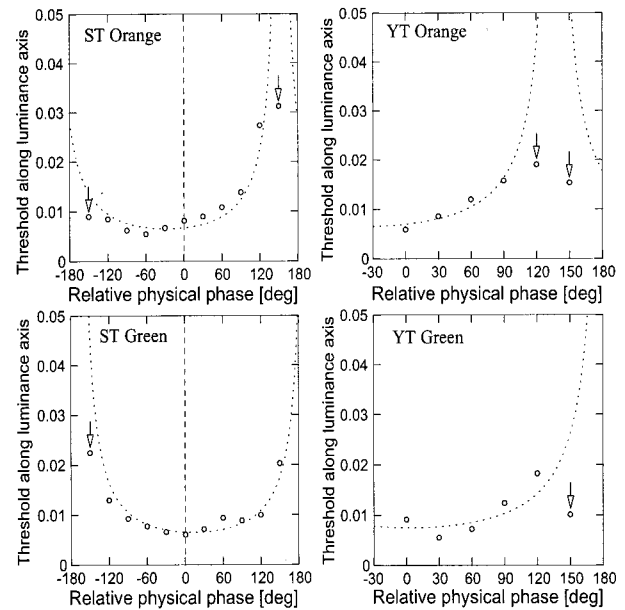 ST Orange
Threshold along luminance axis
0.05
0.04
0.03
0.02
0.01
0
-180 -120 -60 0 60 120 180
Relative physical phase [deg]
YT Orange
Threshold along luminance axis
0.05
0.04
0.03
0.02
0.01
0
-30 0 30 60 90 120 150 180
Relative physical phase [deg]
ST Green
Threshold along luminance axis
0.05
0.04
0.03
0.02
0.01
0
-180 -120 -60 0 60 120 180
Relative physical phase [deg]
YT Green
Threshold along luminance axis
0.05
0.04
0.03
0.02
0.01
0
-30 0 30 60 90 120 150 180
Relative physical phase [deg]